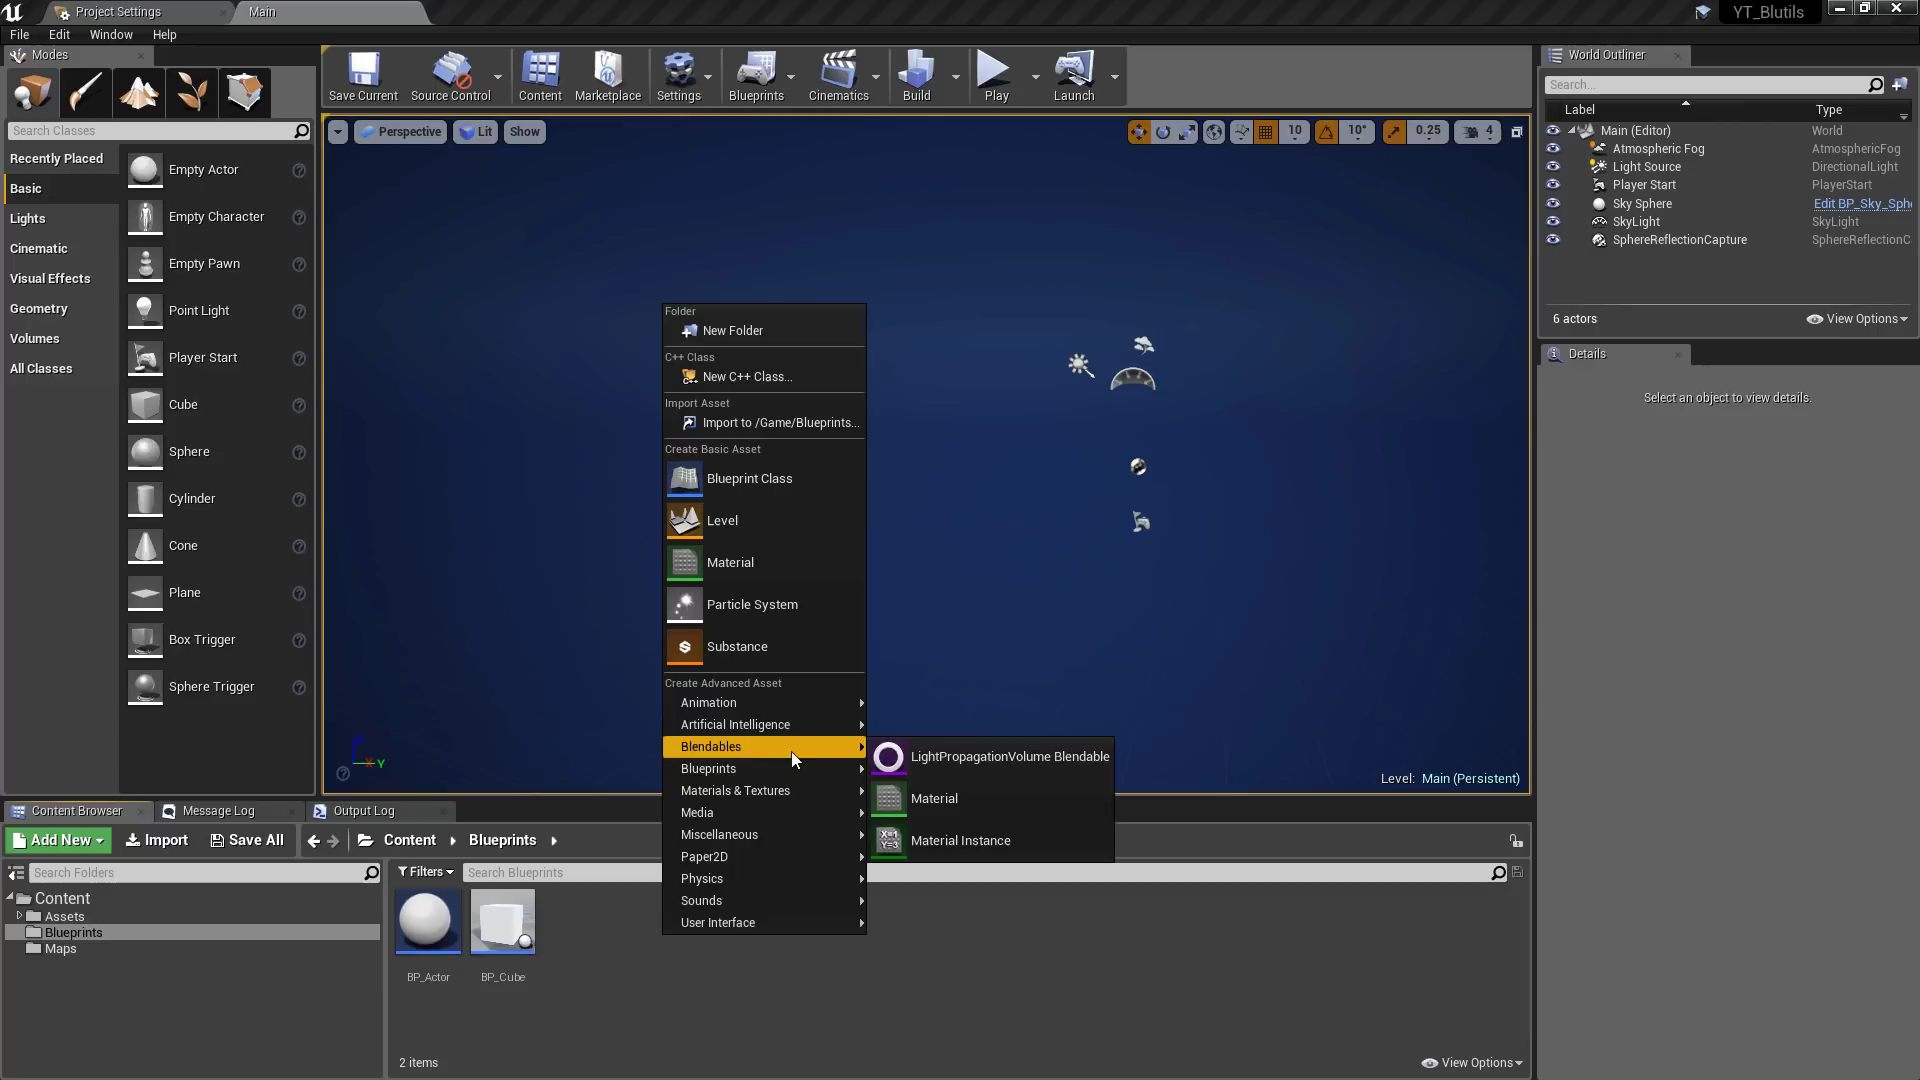 Project Settings
Main
YT_Blutils
File Edit Window Help
Modes
Save Current
Source Control
Content
Marketplace
Settings
Blueprints
Cinematics
Build
Play
Launch
Search Classes
Recently Placed
Basic
Lights
Cinematic
Visual Effects
Geometry
Volumes
All Classes
Empty Actor
Empty Character
Empty Pawn
Point Light
Player Start
Cube
Sphere
Cylinder
Cone
Plane
Box Trigger
Sphere Trigger
Perspective
Lit
Show
10
10°
0.25
4
Folder
New Folder
C++ Class
New C++ Class...
Import Asset
Import to /Game/Blueprints...
Create Basic Asset
Blueprint Class
Level
Material
Particle System
Substance
Create Advanced Asset
Animation
Artificial Intelligence
Blendables
Blueprints
Materials & Textures
Media
Miscellaneous
Paper2D
Physics
Sounds
User Interface
LightPropagationVolume Blendable
Material
Material Instance
X=1
Y=3
X Y
Level: Main (Persistent)
World Outliner
Search...
Label Type
Main (Editor) World
Atmospheric Fog AtmosphericFog
Light Source DirectionalLight
Player Start PlayerStart
Sky Sphere Edit BP_Sky_Sph
SkyLight SkyLight
SphereReflectionCapture SphereReflectionC
6 actors
View Options
Details
Select an object to view details.
Content Browser
Message Log
Output Log
Add New
Import
Save All
Content
Blueprints
Search Folders
Filters
Search Blueprints
Content
Assets
Blueprints
Maps
BP_Actor
BP_Cube
2 items
View Options